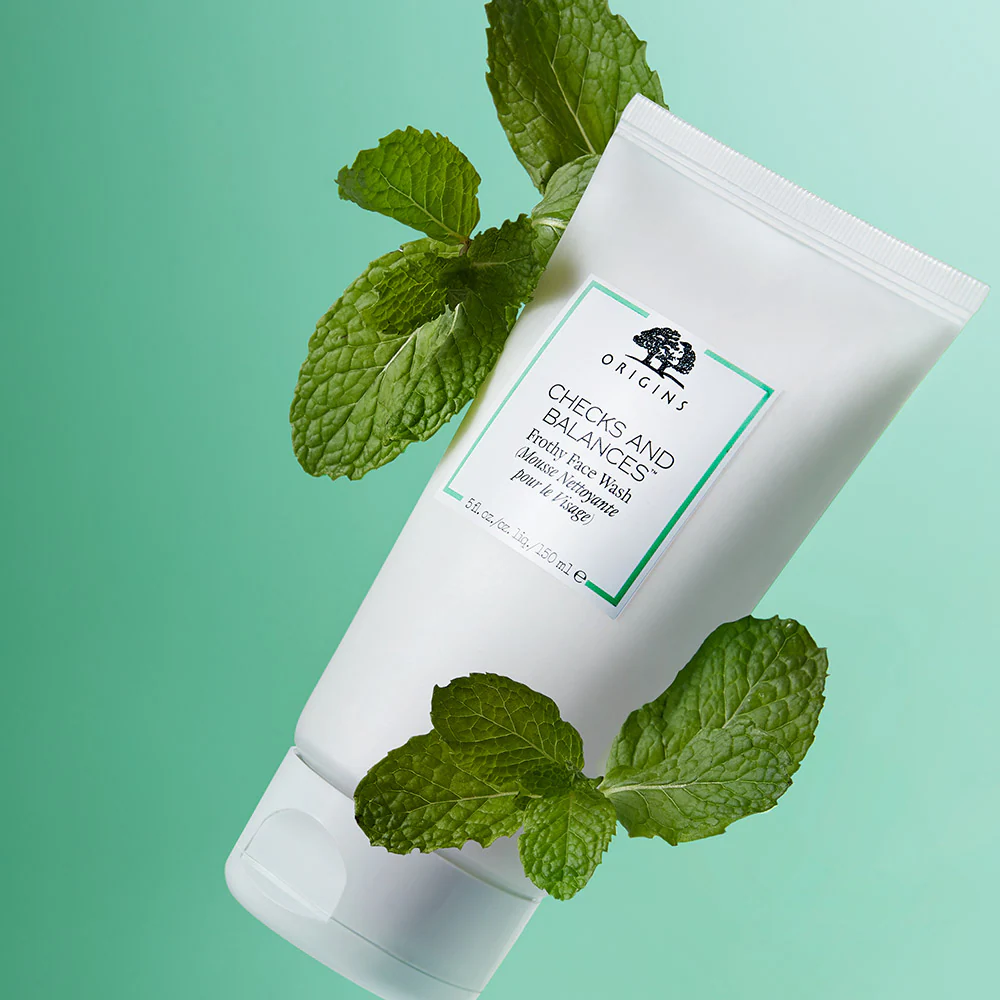 ORIGINS
CHECKS AND
BALANCES™
Frothy Face Wash
(Mousse Nettoyante
pour le Visage)
5 fl. oz./oz. liq./150 ml ℮